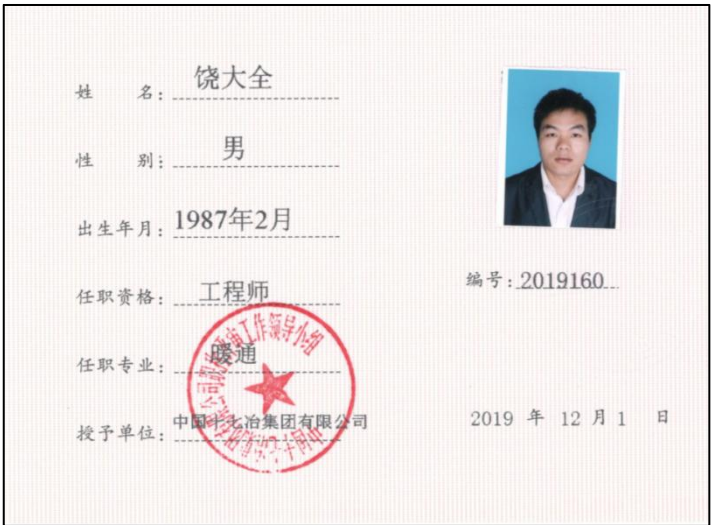 姓 名: 饶大全
性 别: 男
出生年月: 1987年2月
任职资格: 工程师
任职专业: 暖通
授予单位: 中国十七冶集团有限公司
编号: 2019160
2019 年 12 月 1 日